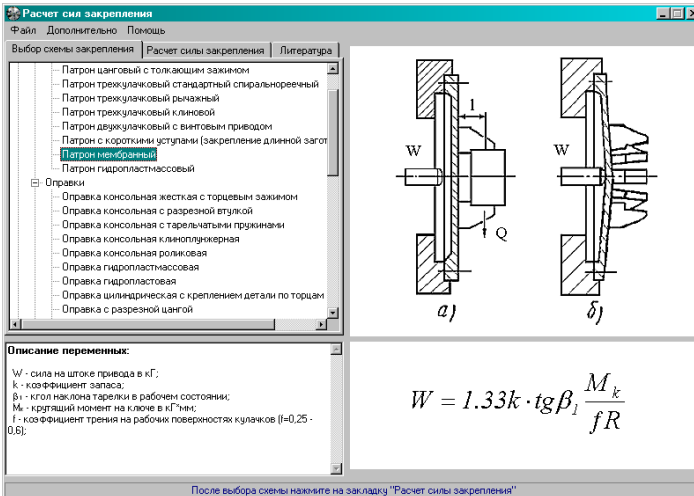 Расчет сил закрепления
Файл Дополнительно Помощь
Выбор схемы закрепления Расчет силы закрепления Литература
Патрон цанговый с толкающим зажимом
Патрон трехкулачковый стандартный спиральнореечный
Патрон трехкулачковый рычажный
Патрон трехкулачковый клиновой
Патрон двухкулачковый с винтовым приводом
Патрон с короткими уступами (закрепление длинной загот
Патрон мембранный
Патрон гидропластмассовый
Оправки
Оправка консольная жесткая с торцевым зажимом
Оправка консольная с разрезной втулкой
Оправка консольная с тарельчатыми пружинами
Оправка консольная клиноплунжерная
Оправка консольная роликовая
Оправка гидропластмассовая
Оправка гидропластовая
Оправка цилиндрическая с креплением детали по торцам
Оправка с разрезной цангой
W l Q а)
W б)
Описание переменных:
W - сила на штоке привода в кГ;
k - коэффициент запаса;
β₁ - кгол наклона тарелки в рабочем состоянии;
Mₖ - крутящий момент на ключе в кГ*мм;
f - коэффициент трения на рабочих поверхностях кулачков (f=0,25 -
0,6);
W = 1.33k · tgβ₁ Mₖ / fR
После выбора схемы нажмите на закладку "Расчет силы закрепления"